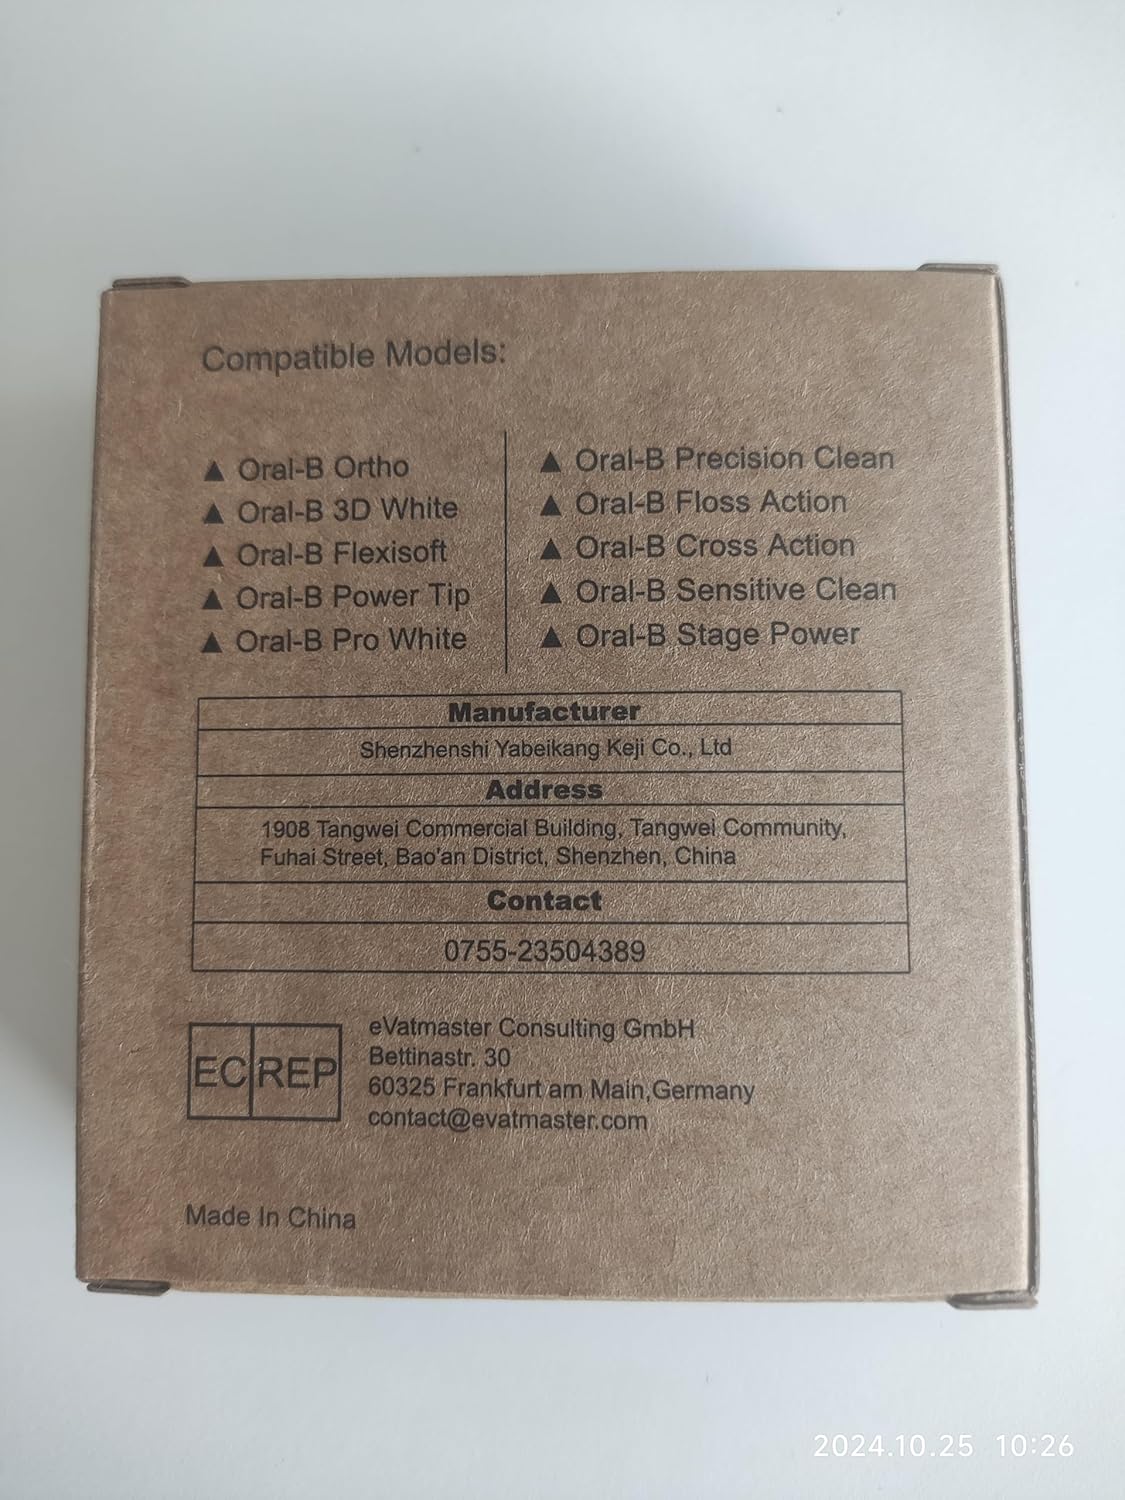 Compatible Models:
▲ Oral-B Ortho
▲ Oral-B 3D White
▲ Oral-B Flexisoft
▲ Oral-B Power Tip
▲ Oral-B Pro White
▲ Oral-B Precision Clean
▲ Oral-B Floss Action
▲ Oral-B Cross Action
▲ Oral-B Sensitive Clean
▲ Oral-B Stage Power
Manufacturer
Shenzhenshi Yabeikang Keji Co., Ltd
Address
1908 Tangwei Commercial Building, Tangwei Community,
Fuhai Street, Bao'an District, Shenzhen, China
Contact
0755-23504389
EC REP
eVatmaster Consulting GmbH
Bettinastr. 30
60325 Frankfurt am Main,Germany
contact@evatmaster.com
Made In China
2024.10.25 10:26